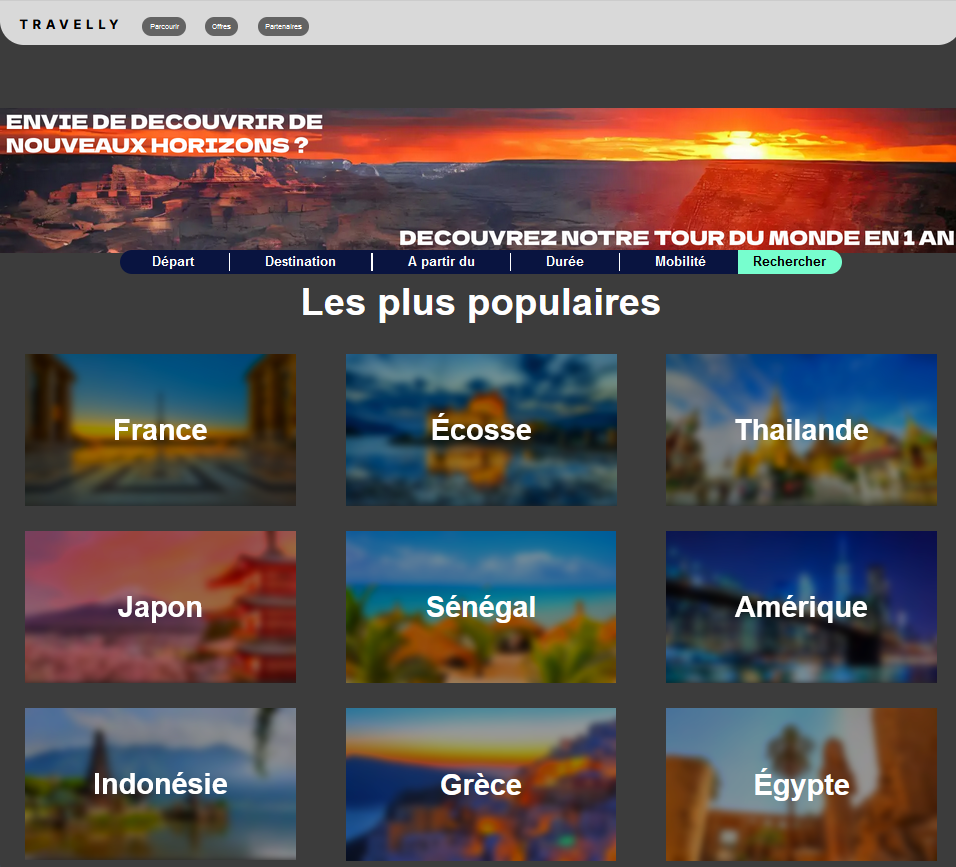 TRAVELLY
Parcourir
Offres
Partenaires
ENVIE DE DECOUVRIR DE
NOUVEAUX HORIZONS ?
DECOUVREZ NOTRE TOUR DU MONDE EN 1 AN
Départ
Destination
A partir du
Durée
Mobilité
Rechercher
Les plus populaires
France
Écosse
Thailande
Japon
Sénégal
Amérique
Indonésie
Grèce
Égypte